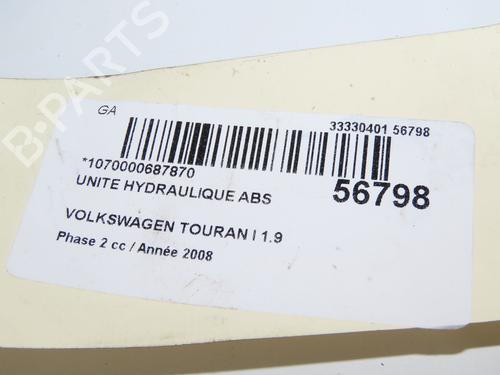 B-PARTS
GA
33330401 56798
*1070000687870
56798
UNITE HYDRAULIQUE ABS
VOLKSWAGEN TOURAN I 1.9
Phase 2 cc / Année 2008